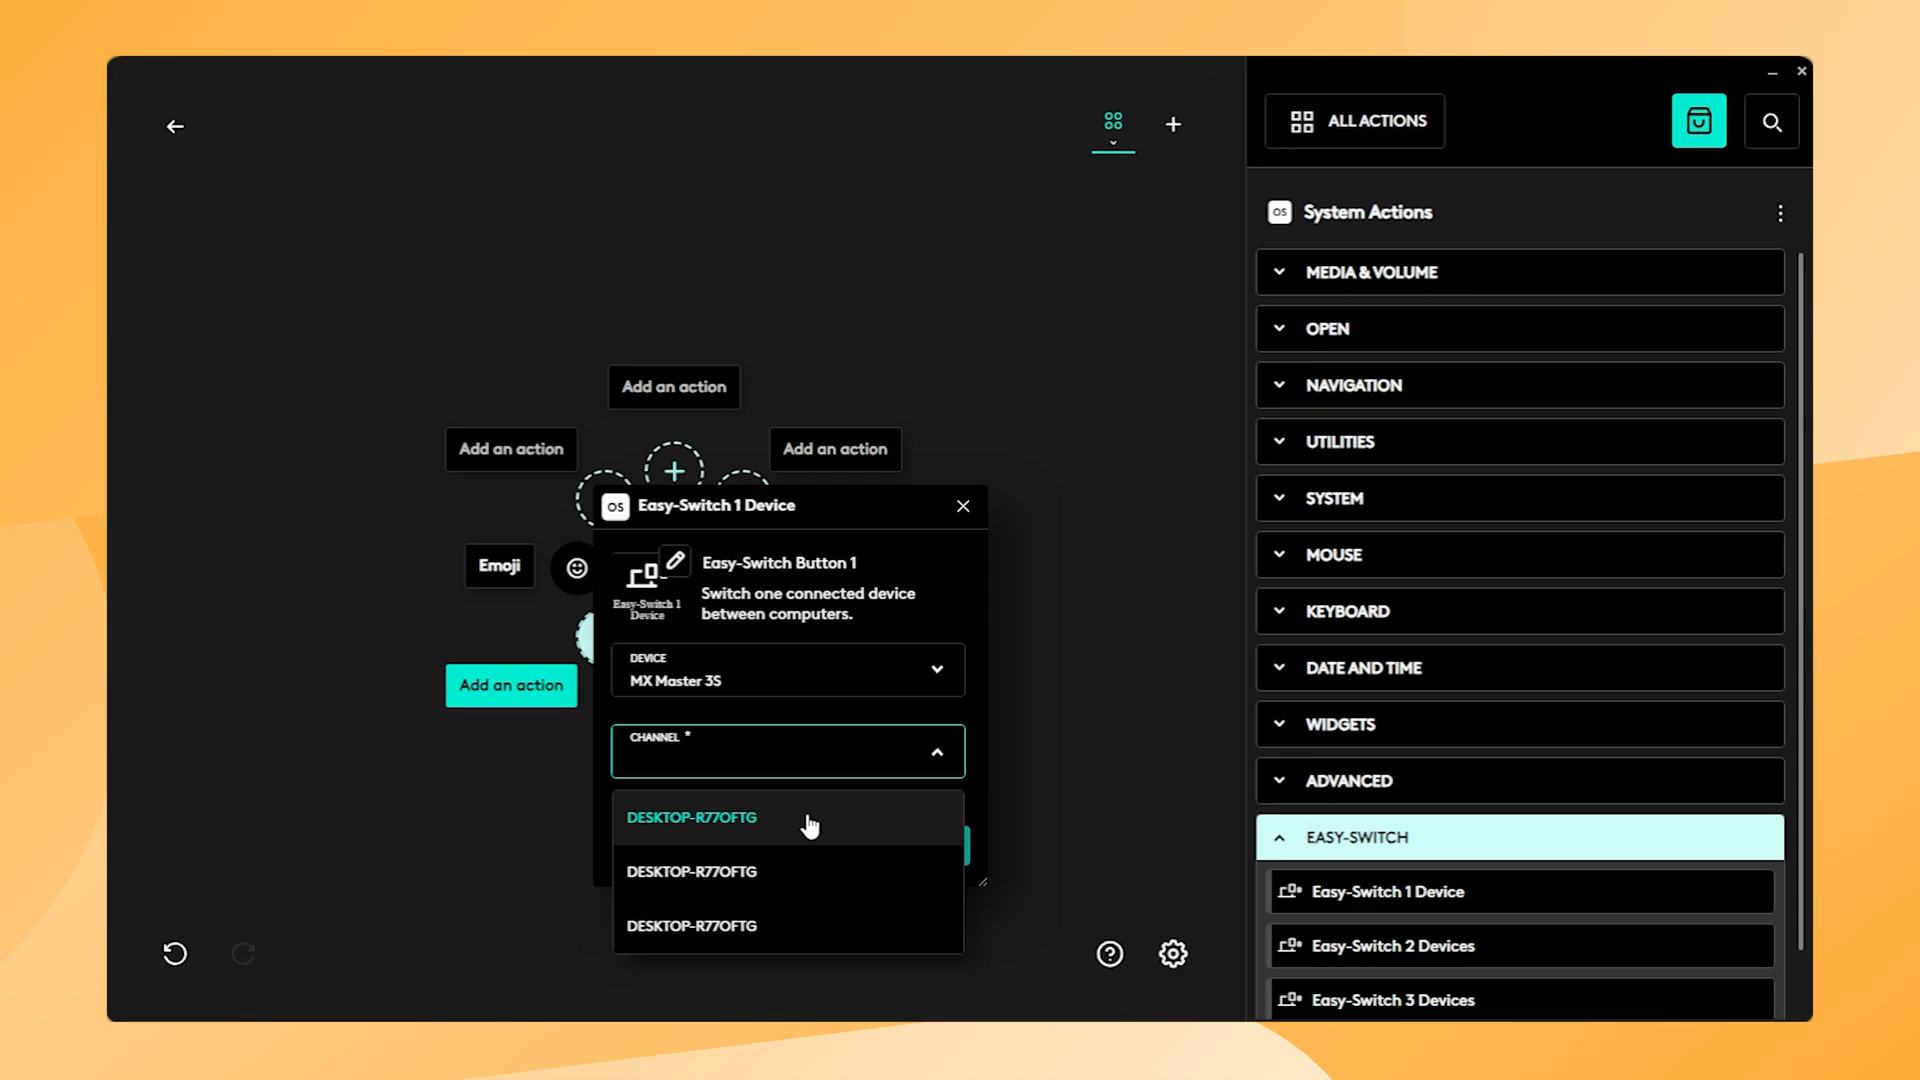 ALL ACTIONS
OS
System Actions
MEDIA & VOLUME
OPEN
NAVIGATION
UTILITIES
SYSTEM
MOUSE
KEYBOARD
DATE AND TIME
WIDGETS
ADVANCED
EASY-SWITCH
Easy-Switch 1 Device
Easy-Switch 2 Devices
Easy-Switch 3 Devices
Add an action
Add an action
Add an action
Emoji
Add an action
OS
Easy-Switch 1 Device
Easy-Switch 1
Device
Easy-Switch Button 1
Switch one connected device
between computers.
DEVICE
MX Master 3S
CHANNEL *
DESKTOP-R77OFTG
DESKTOP-R77OFTG
DESKTOP-R77OFTG